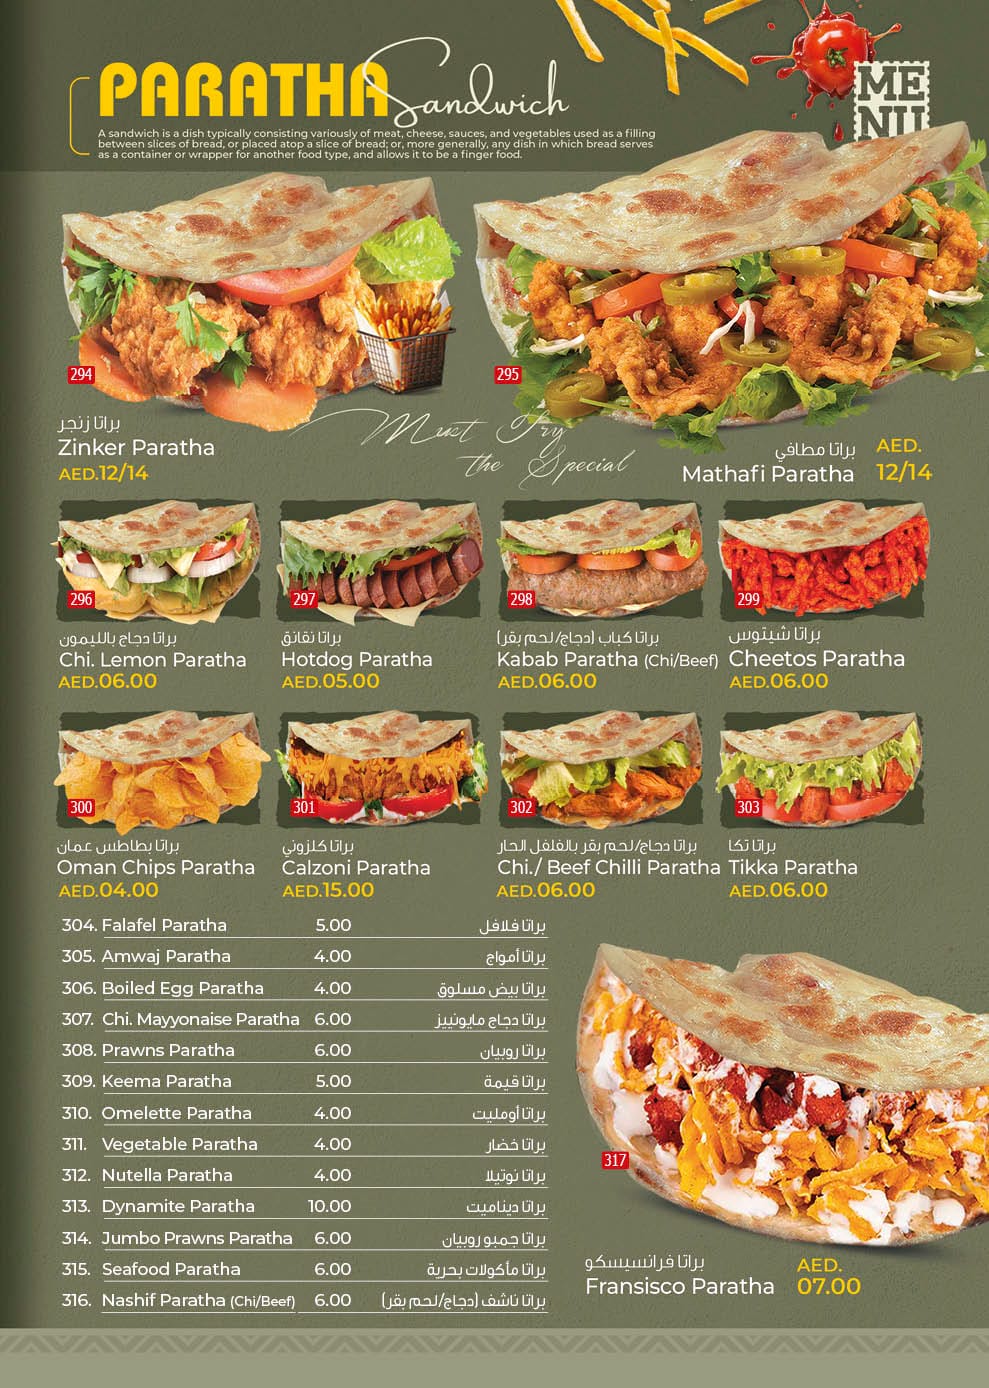 PARATHA Sandwich
A sandwich is a dish typically consisting variously of meat, cheese, sauces, and vegetables used as a filling
between slices of bread, or placed atop a slice of bread; or, more generally, any dish in which bread serves
as a container or wrapper for another food type, and allows it to be a finger food.
ME
NU
294
295
براتا زنجر
Zinker Paratha
AED.12/14
Must Try
the Special
براتا مطافي
Mathafi Paratha
AED.
12/14
296
براتا دجاج بالليمون
Chi. Lemon Paratha
AED.06.00
297
براتا نقانق
Hotdog Paratha
AED.05.00
298
براتا كباب (دجاج/لحم بقر)
Kabab Paratha (Chi/Beef)
AED.06.00
299
براتا شيتوس
Cheetos Paratha
AED.06.00
300
براتا بطاطس عمان
Oman Chips Paratha
AED.04.00
301
براتا كلزوني
Calzoni Paratha
AED.15.00
302
براتا دجاج/لحم بقر بالفلفل الحار
Chi./ Beef Chilli Paratha
AED.06.00
303
براتا تكا
Tikka Paratha
AED.06.00
304. Falafel Paratha 5.00 براتا فلافل
305. Amwaj Paratha 4.00 براتا أمواج
306. Boiled Egg Paratha 4.00 براتا بيض مسلوق
307. Chi. Mayyonaise Paratha 6.00 براتا دجاج مايونييز
308. Prawns Paratha 6.00 براتا روبيان
309. Keema Paratha 5.00 براتا قيمة
310. Omelette Paratha 4.00 براتا أومليت
311. Vegetable Paratha 4.00 براتا خضار
312. Nutella Paratha 4.00 براتا نوتيلا
313. Dynamite Paratha 10.00 براتا ديناميت
314. Jumbo Prawns Paratha 6.00 براتا جمبو روبيان
315. Seafood Paratha 6.00 براتا مأكولات بحرية
316. Nashif Paratha (Chi/Beef) 6.00 براتا ناشف (دجاج/لحم بقر)
317
براتا فرانسيسكو
Fransisco Paratha
AED.
07.00